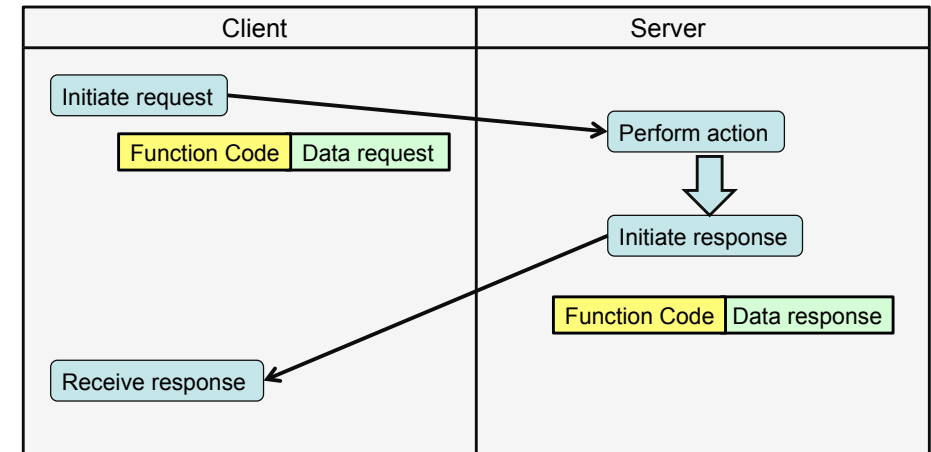 Client
Server
Initiate request
Perform action
Function Code Data request
Initiate response
Function Code Data response
Receive response